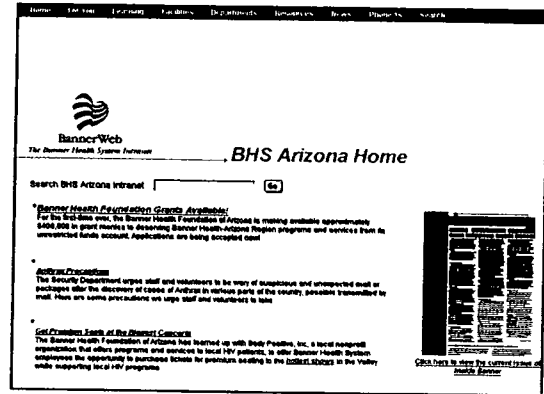 Home For You Learning Facilities Departments Resources News Phone #s Search
BannerWeb
The Banner Health System Intranet
BHS Arizona Home
Search BHS Arizona Intranet Go
Banner Health Foundation Grants Available!
For the first-time ever, the Banner Health Foundation of Arizona is making available approximately
in grant monies to deserving Banner Health-Arizona Region programs and services from its
unrestricted funds account. Applications are being accepted now!
Anthrax Precautions
The Security Department urges staff and volunteers to be wary of suspicious and unexpected mail or
packages after the discovery of cases of Anthrax in various parts of the country, possibly transmitted by
mail. Here are some precautions we urge staff and volunteers to take
Get Premium Seats at the Biggest Concerts
The Banner Health Foundation of Arizona has teamed up with Body Positive, Inc, a local nonprofit
organization that offers programs and services to local HIV patients, to offer Banner Health System
employees the opportunity to purchase tickets for premium seating to the hottest shows in the Valley
while supporting local HIV programs
Click here to view the current issue of
Inside Banner